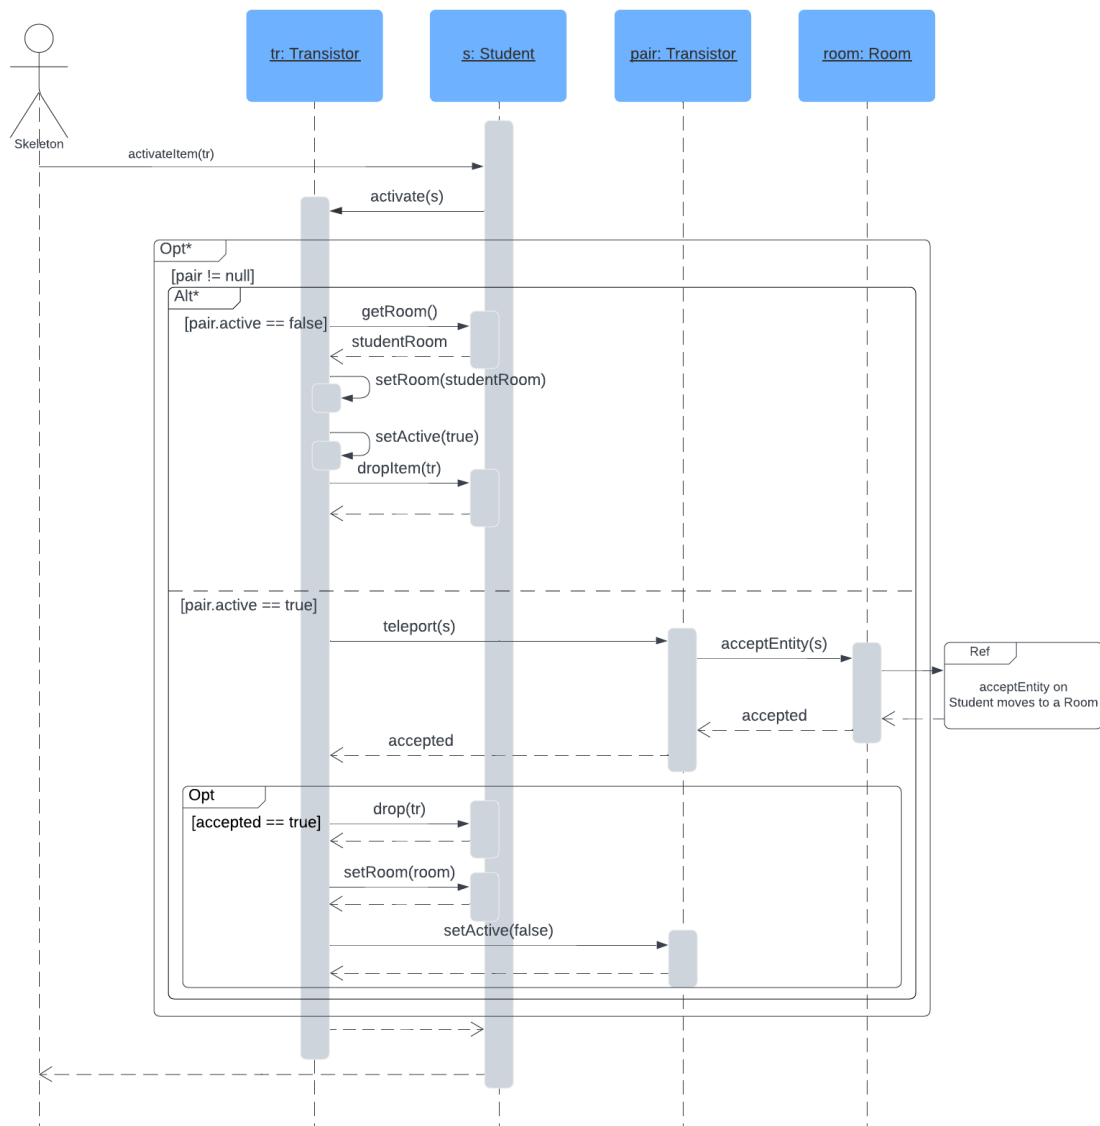 tr: Transistor
s: Student
pair: Transistor
room: Room
Skeleton
activateItem(tr)
activate(s)
Opt*
[pair != null]
Alt*
[pair.active == false]
getRoom()
studentRoom
setRoom(studentRoom)
setActive(true)
dropItem(tr)
[pair.active == true]
teleport(s)
acceptEntity(s)
Ref
acceptEntity on
Student moves to a Room
accepted
accepted
Opt
[accepted == true]
drop(tr)
setRoom(room)
setActive(false)